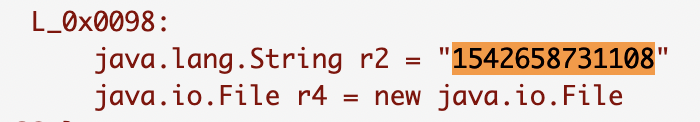 L_0x0098:
java.lang.String r2 = "1542658731108"
java.io.File r4 = new java.io.File